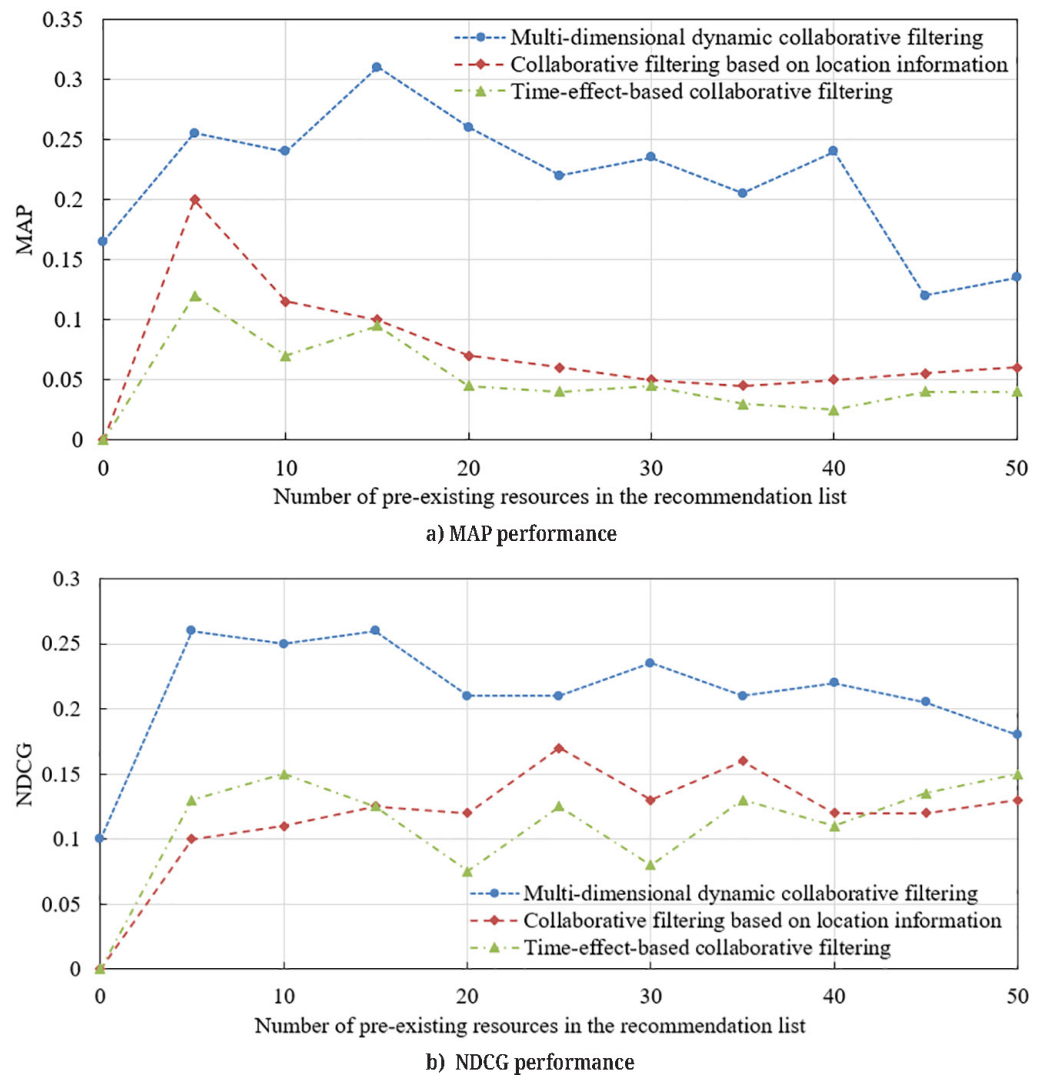 0.35
Multi-dimensional dynamic collaborative filtering
Collaborative filtering based on location information
Time-effect-based collaborative filtering
0.3
0.25
0.2
0.15
0.1
0.05
0
MAP
0 10 20 30 40 50
Number of pre-existing resources in the recommendation list
a) MAP performance
0.3
0.25
0.2
0.15
0.1
0.05
0
NDCG
Multi-dimensional dynamic collaborative filtering
Collaborative filtering based on location information
Time-effect-based collaborative filtering
0 10 20 30 40 50
Number of pre-existing resources in the recommendation list
b) NDCG performance